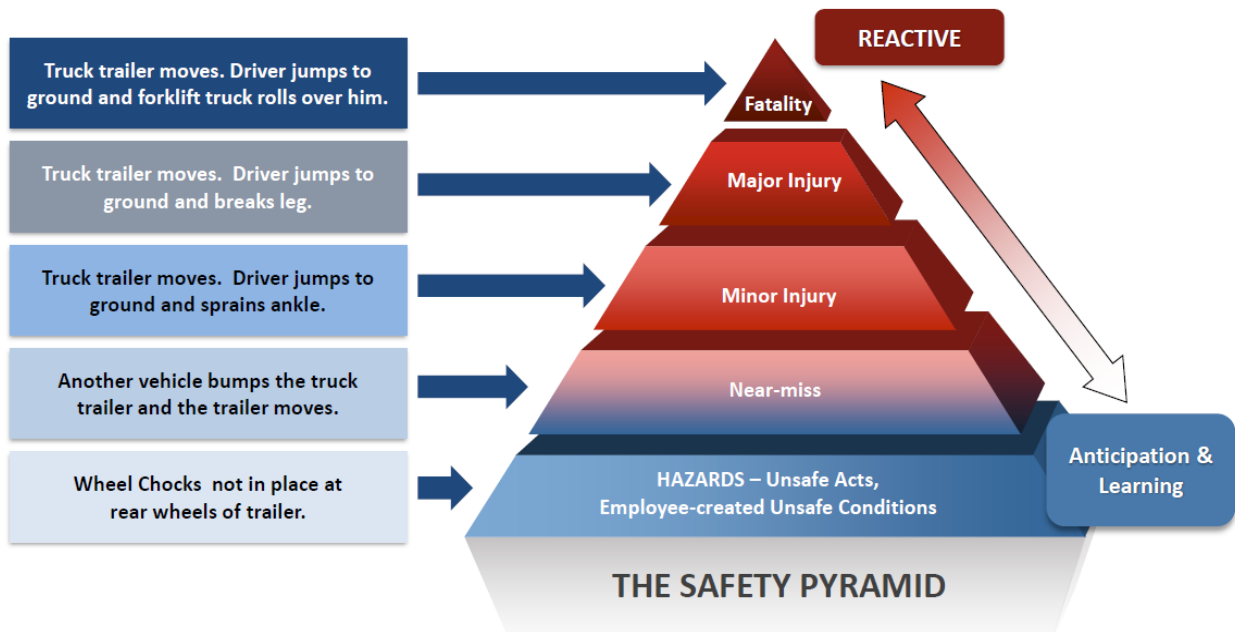 REACTIVE
Truck trailer moves. Driver jumps to
ground and forklift truck rolls over him.
Fatality
Truck trailer moves.  Driver jumps to
ground and breaks leg.
Major Injury
Truck trailer moves.  Driver jumps to
ground and sprains ankle.
Minor Injury
Another vehicle bumps the truck
trailer and the trailer moves.
Near-miss
Wheel Chocks  not in place at
rear wheels of trailer.
HAZARDS – Unsafe Acts,
Employee-created Unsafe Conditions
Anticipation &
Learning
THE SAFETY PYRAMID